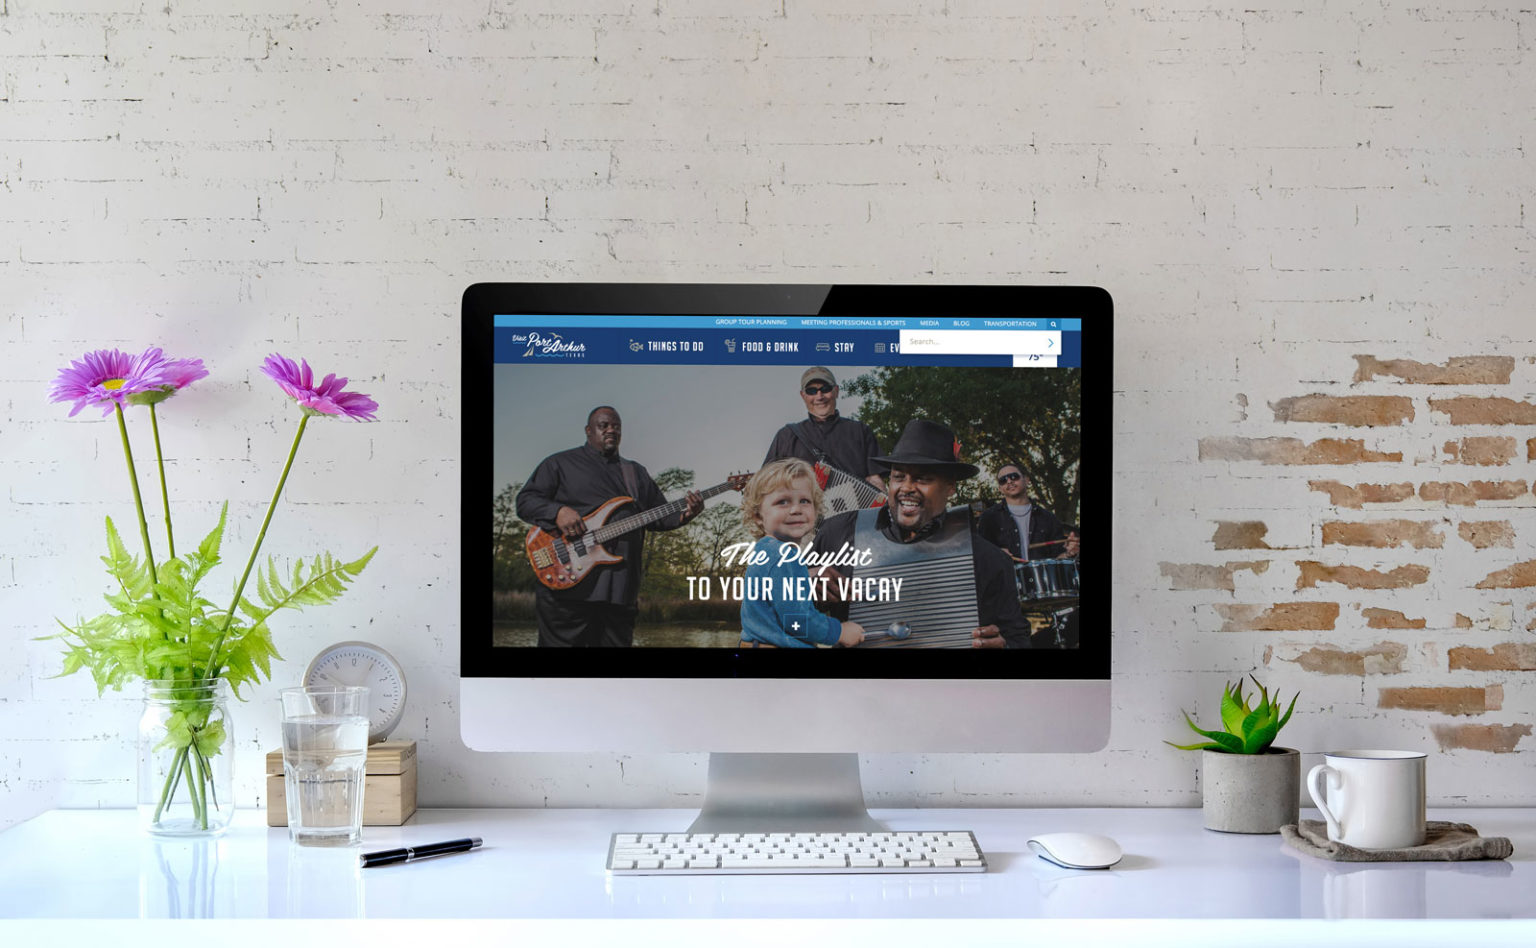 GROUP TOUR PLANNING MEETING PROFESSIONALS & SPORTS MEDIA BLOG TRANSPORTATION
Visit Port Arthur
TEXAS
THINGS TO DO FOOD & DRINK STAY EV
Search...
75°
The Playlist
TO YOUR NEXT VACAY